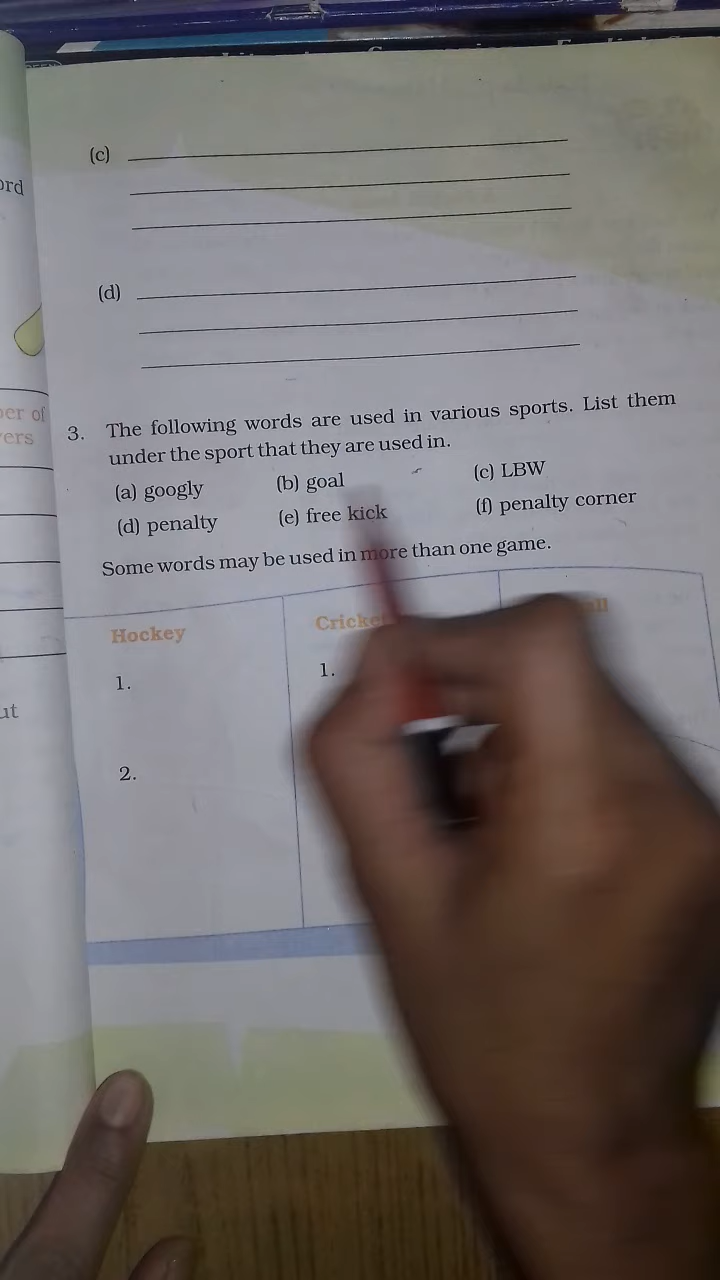 (c)
ord
(d)
3. The following words are used in various sports. List them
under the sport that they are used in.
(a) googly (b) goal (c) LBW
(d) penalty (e) free kick (f) penalty corner
Some words may be used in more than one game.
Hockey
1.
2.
1.
er of
ers
ut